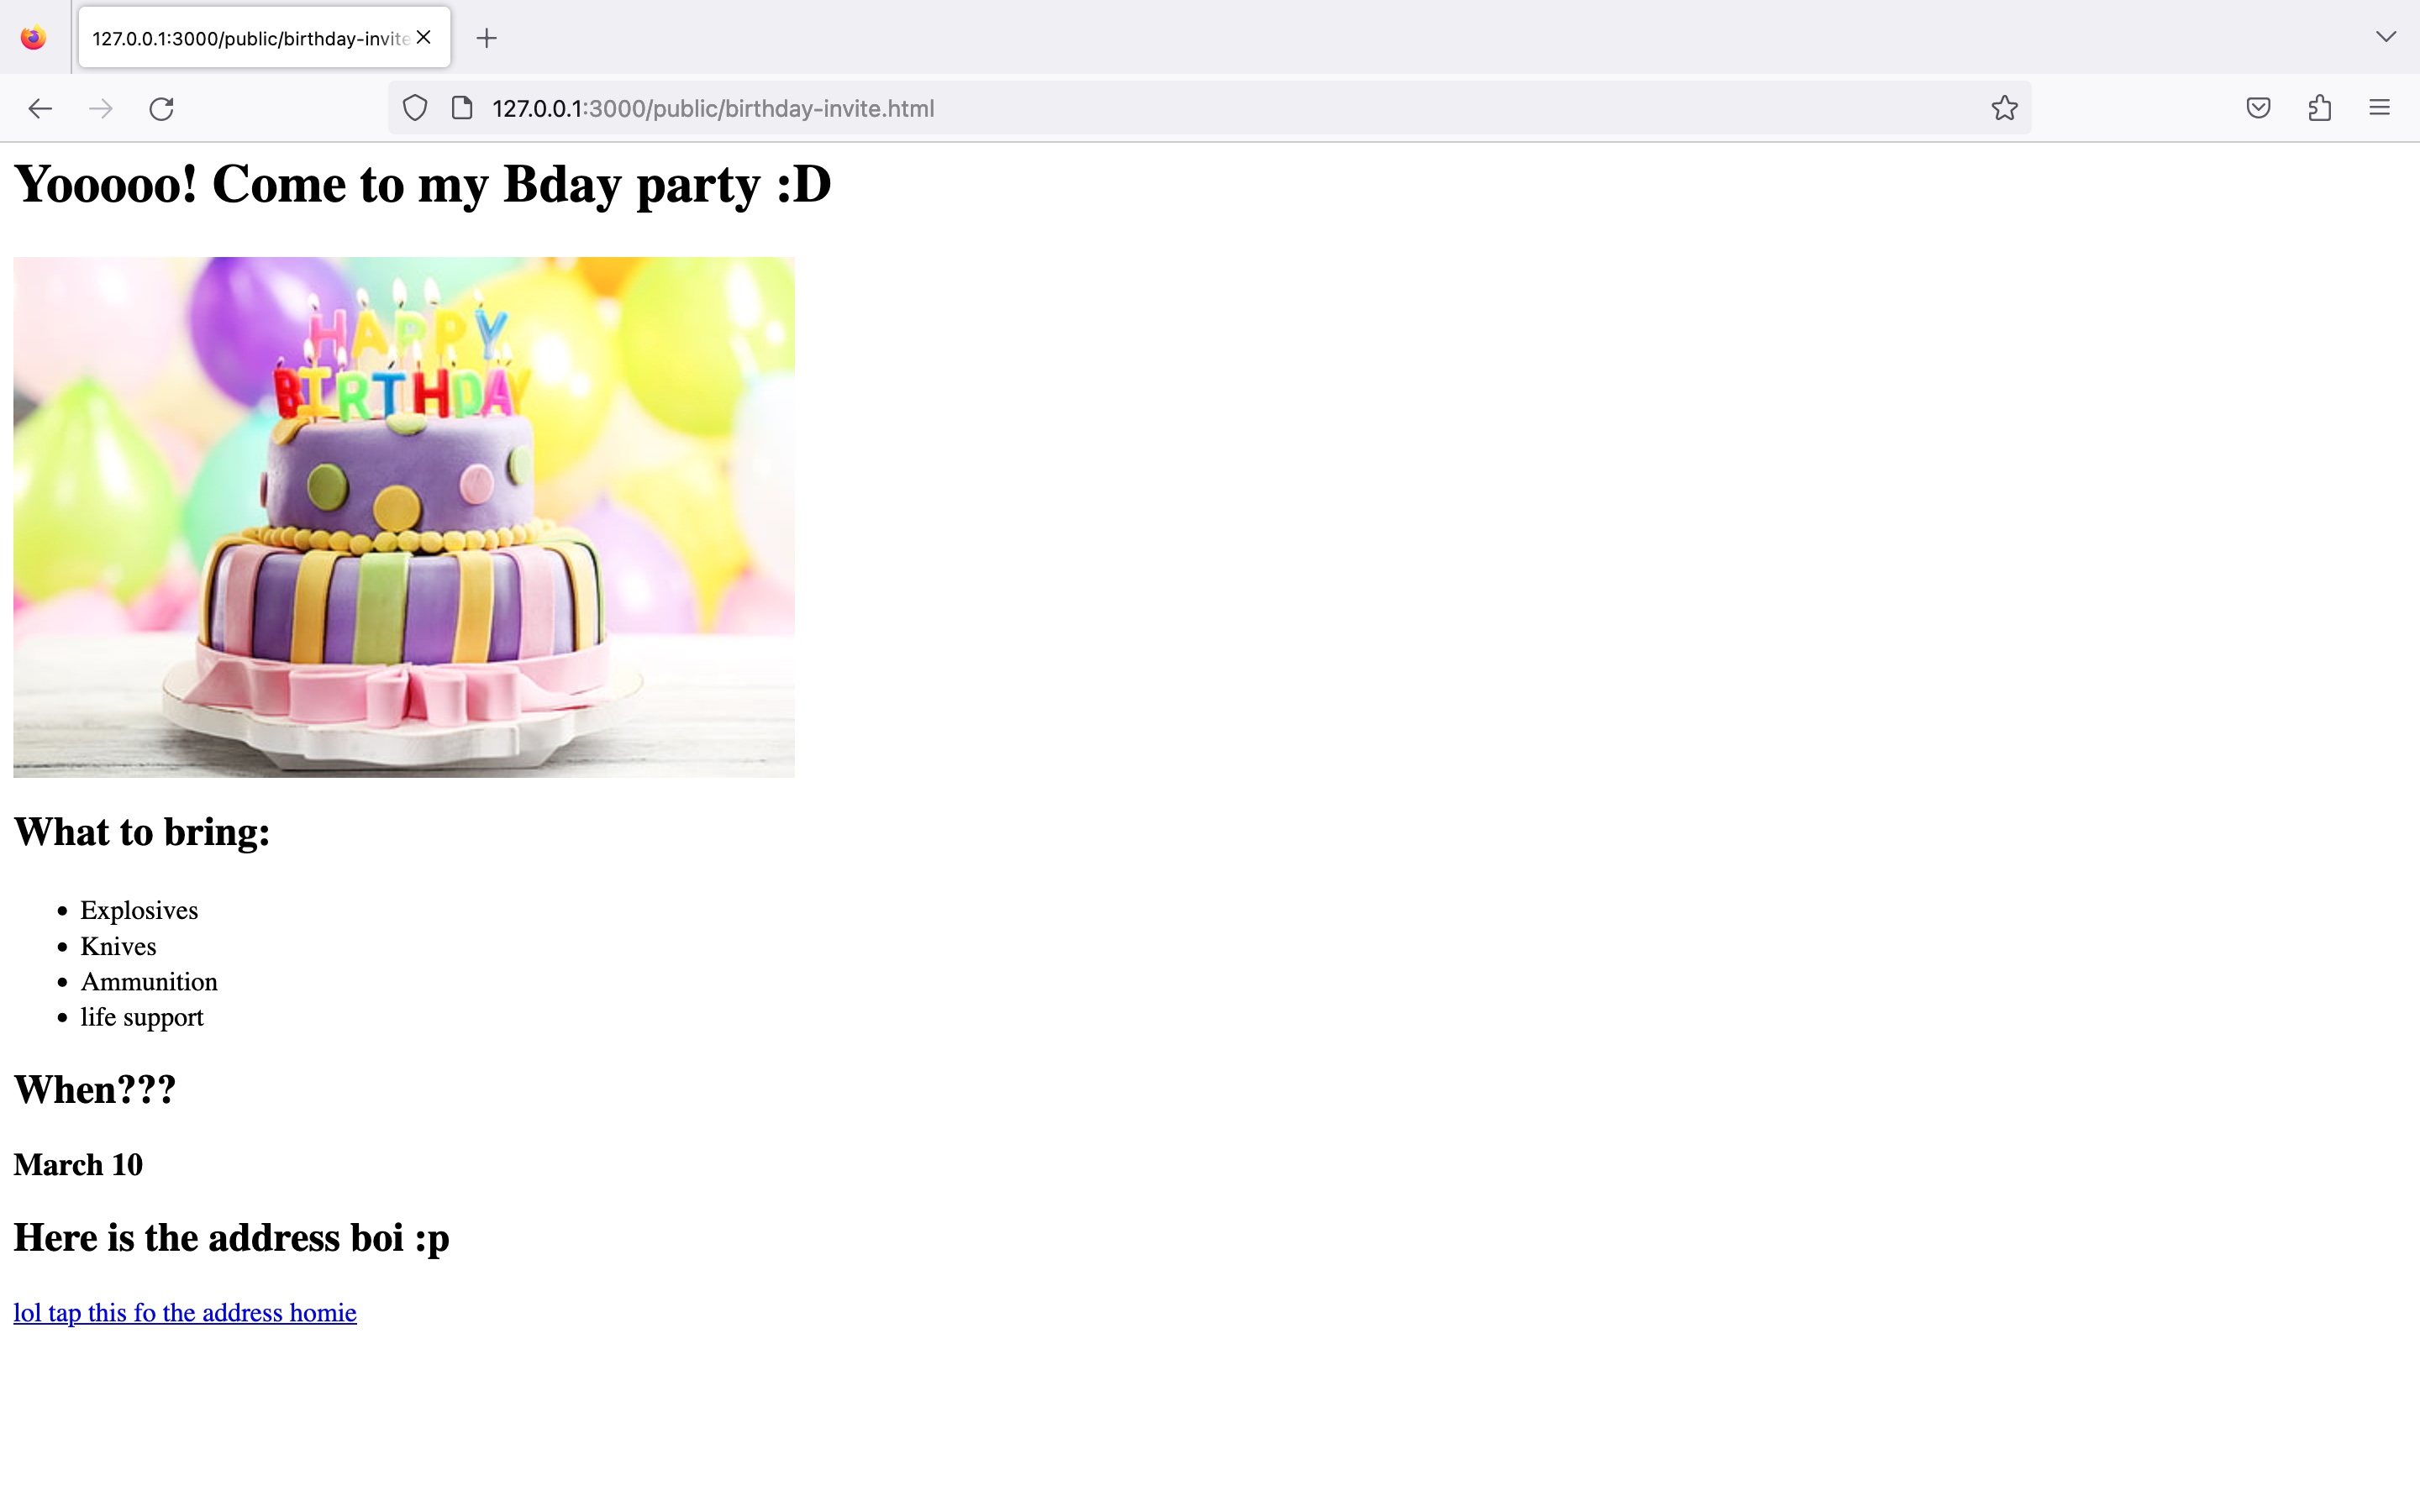 127.0.0.1:3000/public/birthday-invite
127.0.0.1:3000/public/birthday-invite.html
Yooooo! Come to my Bday party :D
HAPPY
BIRTHDAY
What to bring:
Explosives
Knives
Ammunition
life support
When???
March 10
Here is the address boi :p
lol tap this fo the address homie